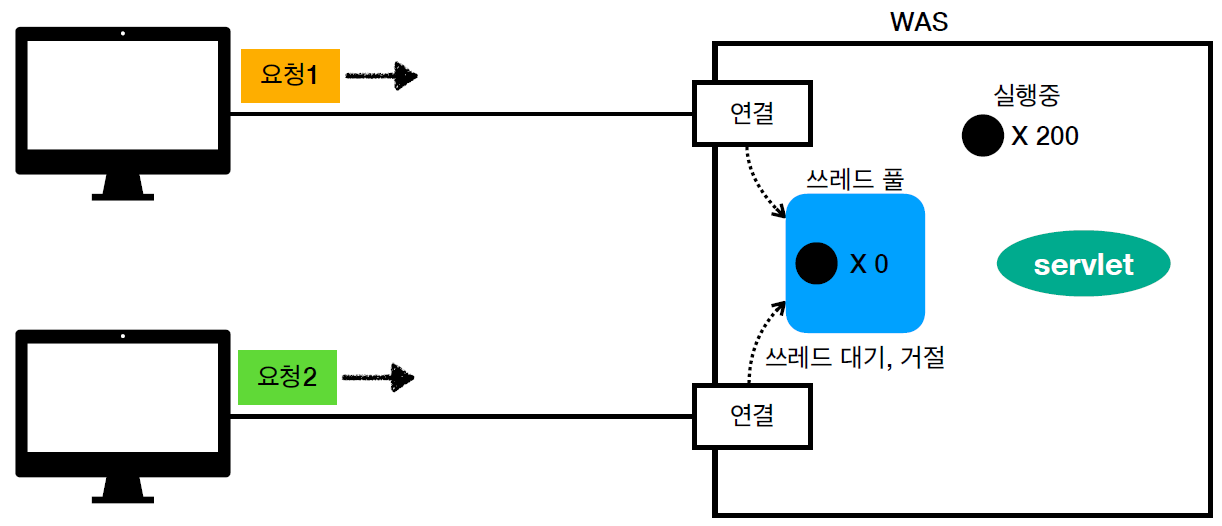 WAS
요청1
연결
실행중
X 200
쓰레드 풀
X 0
servlet
쓰레드 대기, 거절
요청2
연결